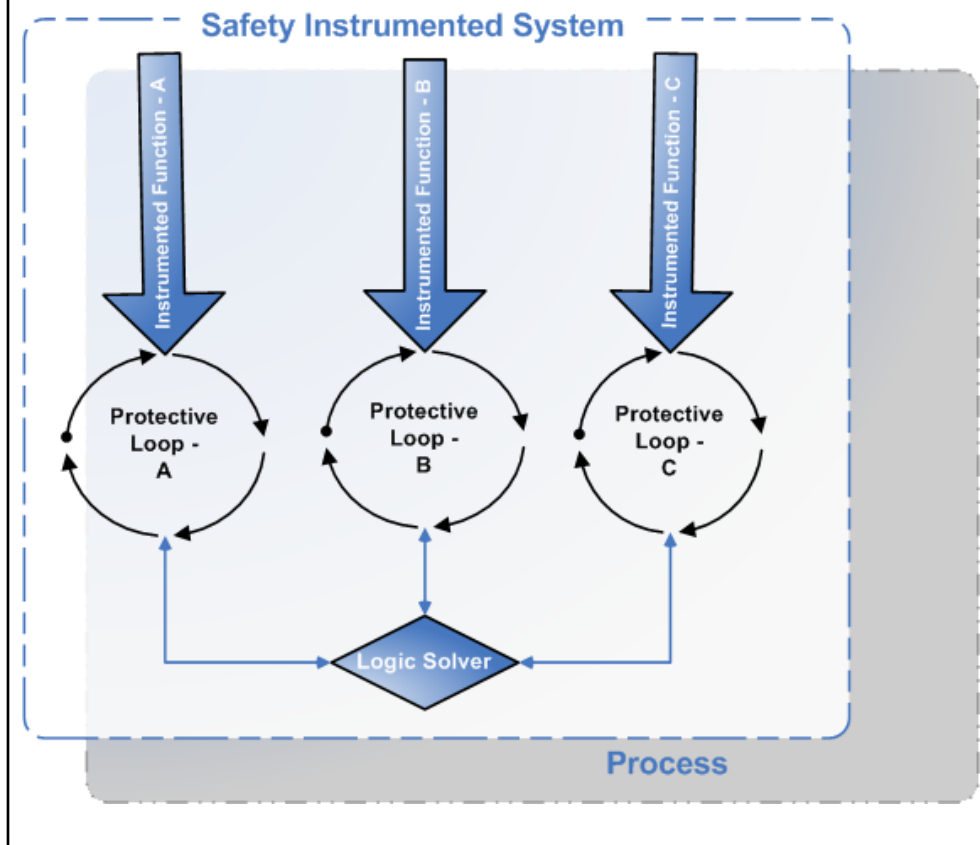 Safety Instrumented System
Instrumented Function - A
Instrumented Function - B
Instrumented Function - C
Protective
Loop -
A
Protective
Loop -
B
Protective
Loop -
C
Logic Solver
Process